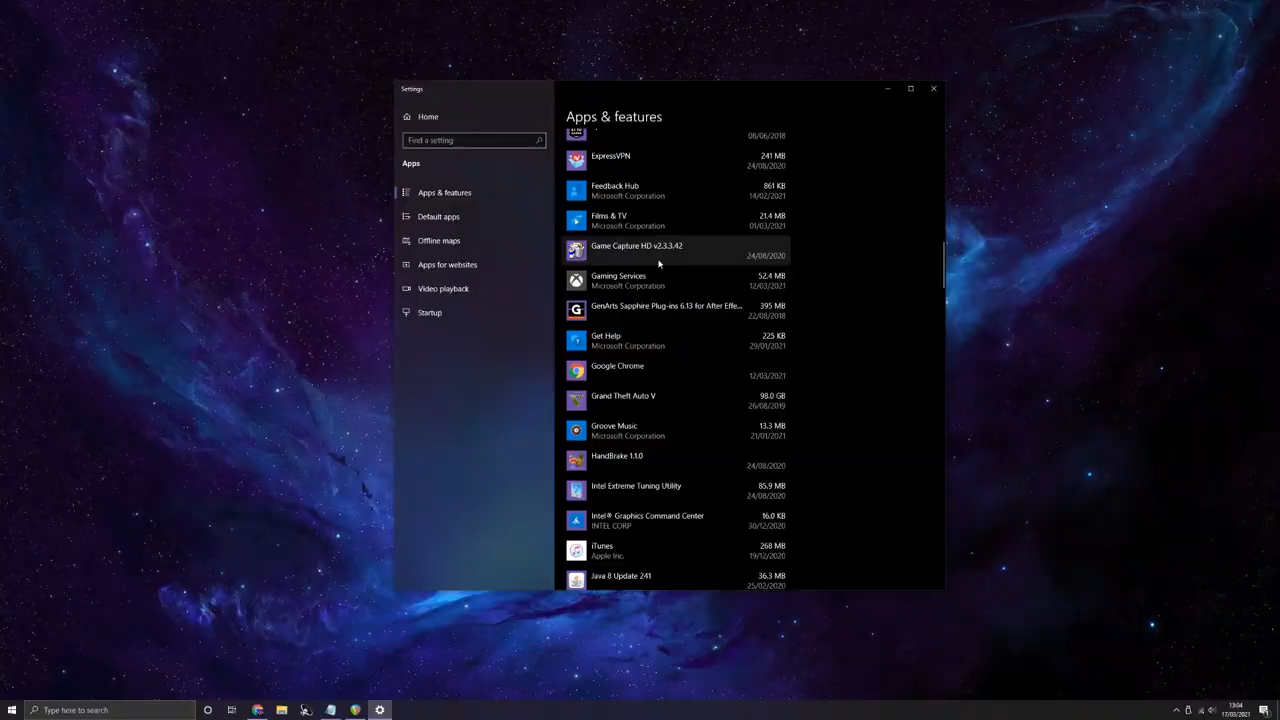 Settings
Home
Find a setting
Apps
Apps & features
Default apps
Offline maps
Apps for websites
Video playback
Startup
Apps & features
08/06/2018
ExpressVPN 241 MB
24/08/2020
Feedback Hub 861 KB
Microsoft Corporation 14/02/2021
Films & TV 21.4 MB
Microsoft Corporation 01/03/2021
Game Capture HD v2.3.3.42
24/08/2020
Gaming Services 52.4 MB
Microsoft Corporation 12/03/2021
GenArts Sapphire Plug-ins 6.13 for After Effe... 395 MB
22/08/2018
Get Help 225 KB
Microsoft Corporation 29/01/2021
Google Chrome
12/03/2021
Grand Theft Auto V 98.0 GB
26/08/2019
Groove Music 13.3 MB
Microsoft Corporation 21/01/2021
HandBrake 1.1.0
24/08/2020
Intel Extreme Tuning Utility 85.9 MB
24/08/2020
Intel® Graphics Command Center 16.0 KB
INTEL CORP 30/12/2020
iTunes 268 MB
Apple Inc. 19/12/2020
Java 8 Update 241 36.3 MB
25/02/2020
Type here to search
13:04
17/03/2021